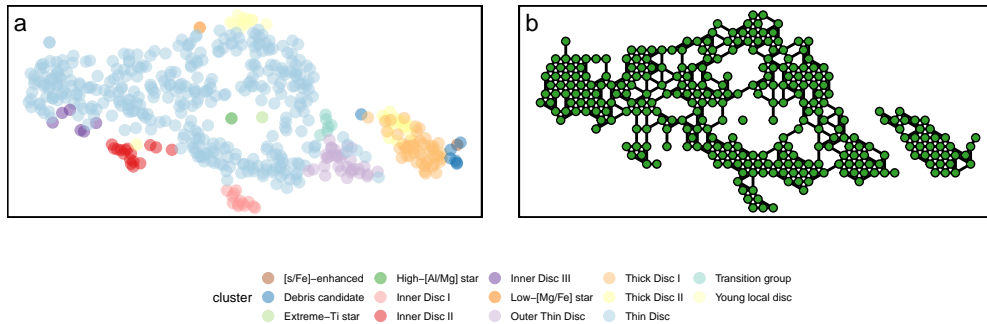 a
b
[s/Fe]−enhanced High−[Al/Mg] star Inner Disc III Thick Disc I Transition group
cluster Debris candidate Inner Disc I Low−[Mg/Fe] star Thick Disc II Young local disc
Extreme−Ti star Inner Disc II Outer Thin Disc Thin Disc